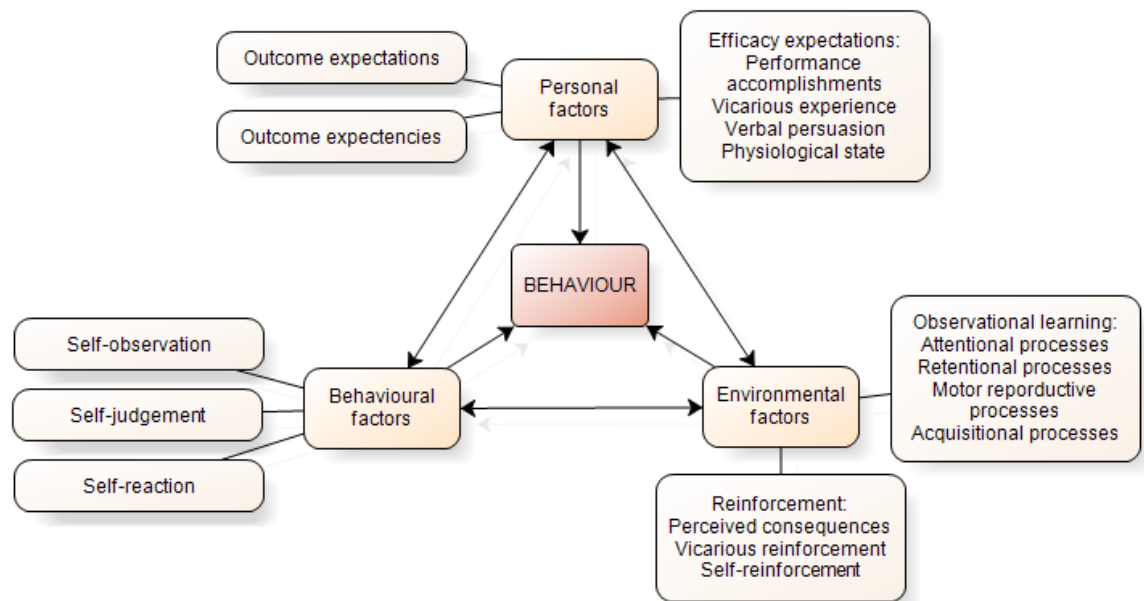 Outcome expectations
Outcome expectencies
Personal
factors
Efficacy expectations:
Performance
accomplishments
Vicarious experience
Verbal persuasion
Physiological state
BEHAVIOUR
Self-observation
Self-judgement
Self-reaction
Behavioural
factors
Environmental
factors
Observational learning:
Attentional processes
Retentional processes
Motor reporductive
processes
Acquisitional processes
Reinforcement:
Perceived consequences
Vicarious reinforcement
Self-reinforcement